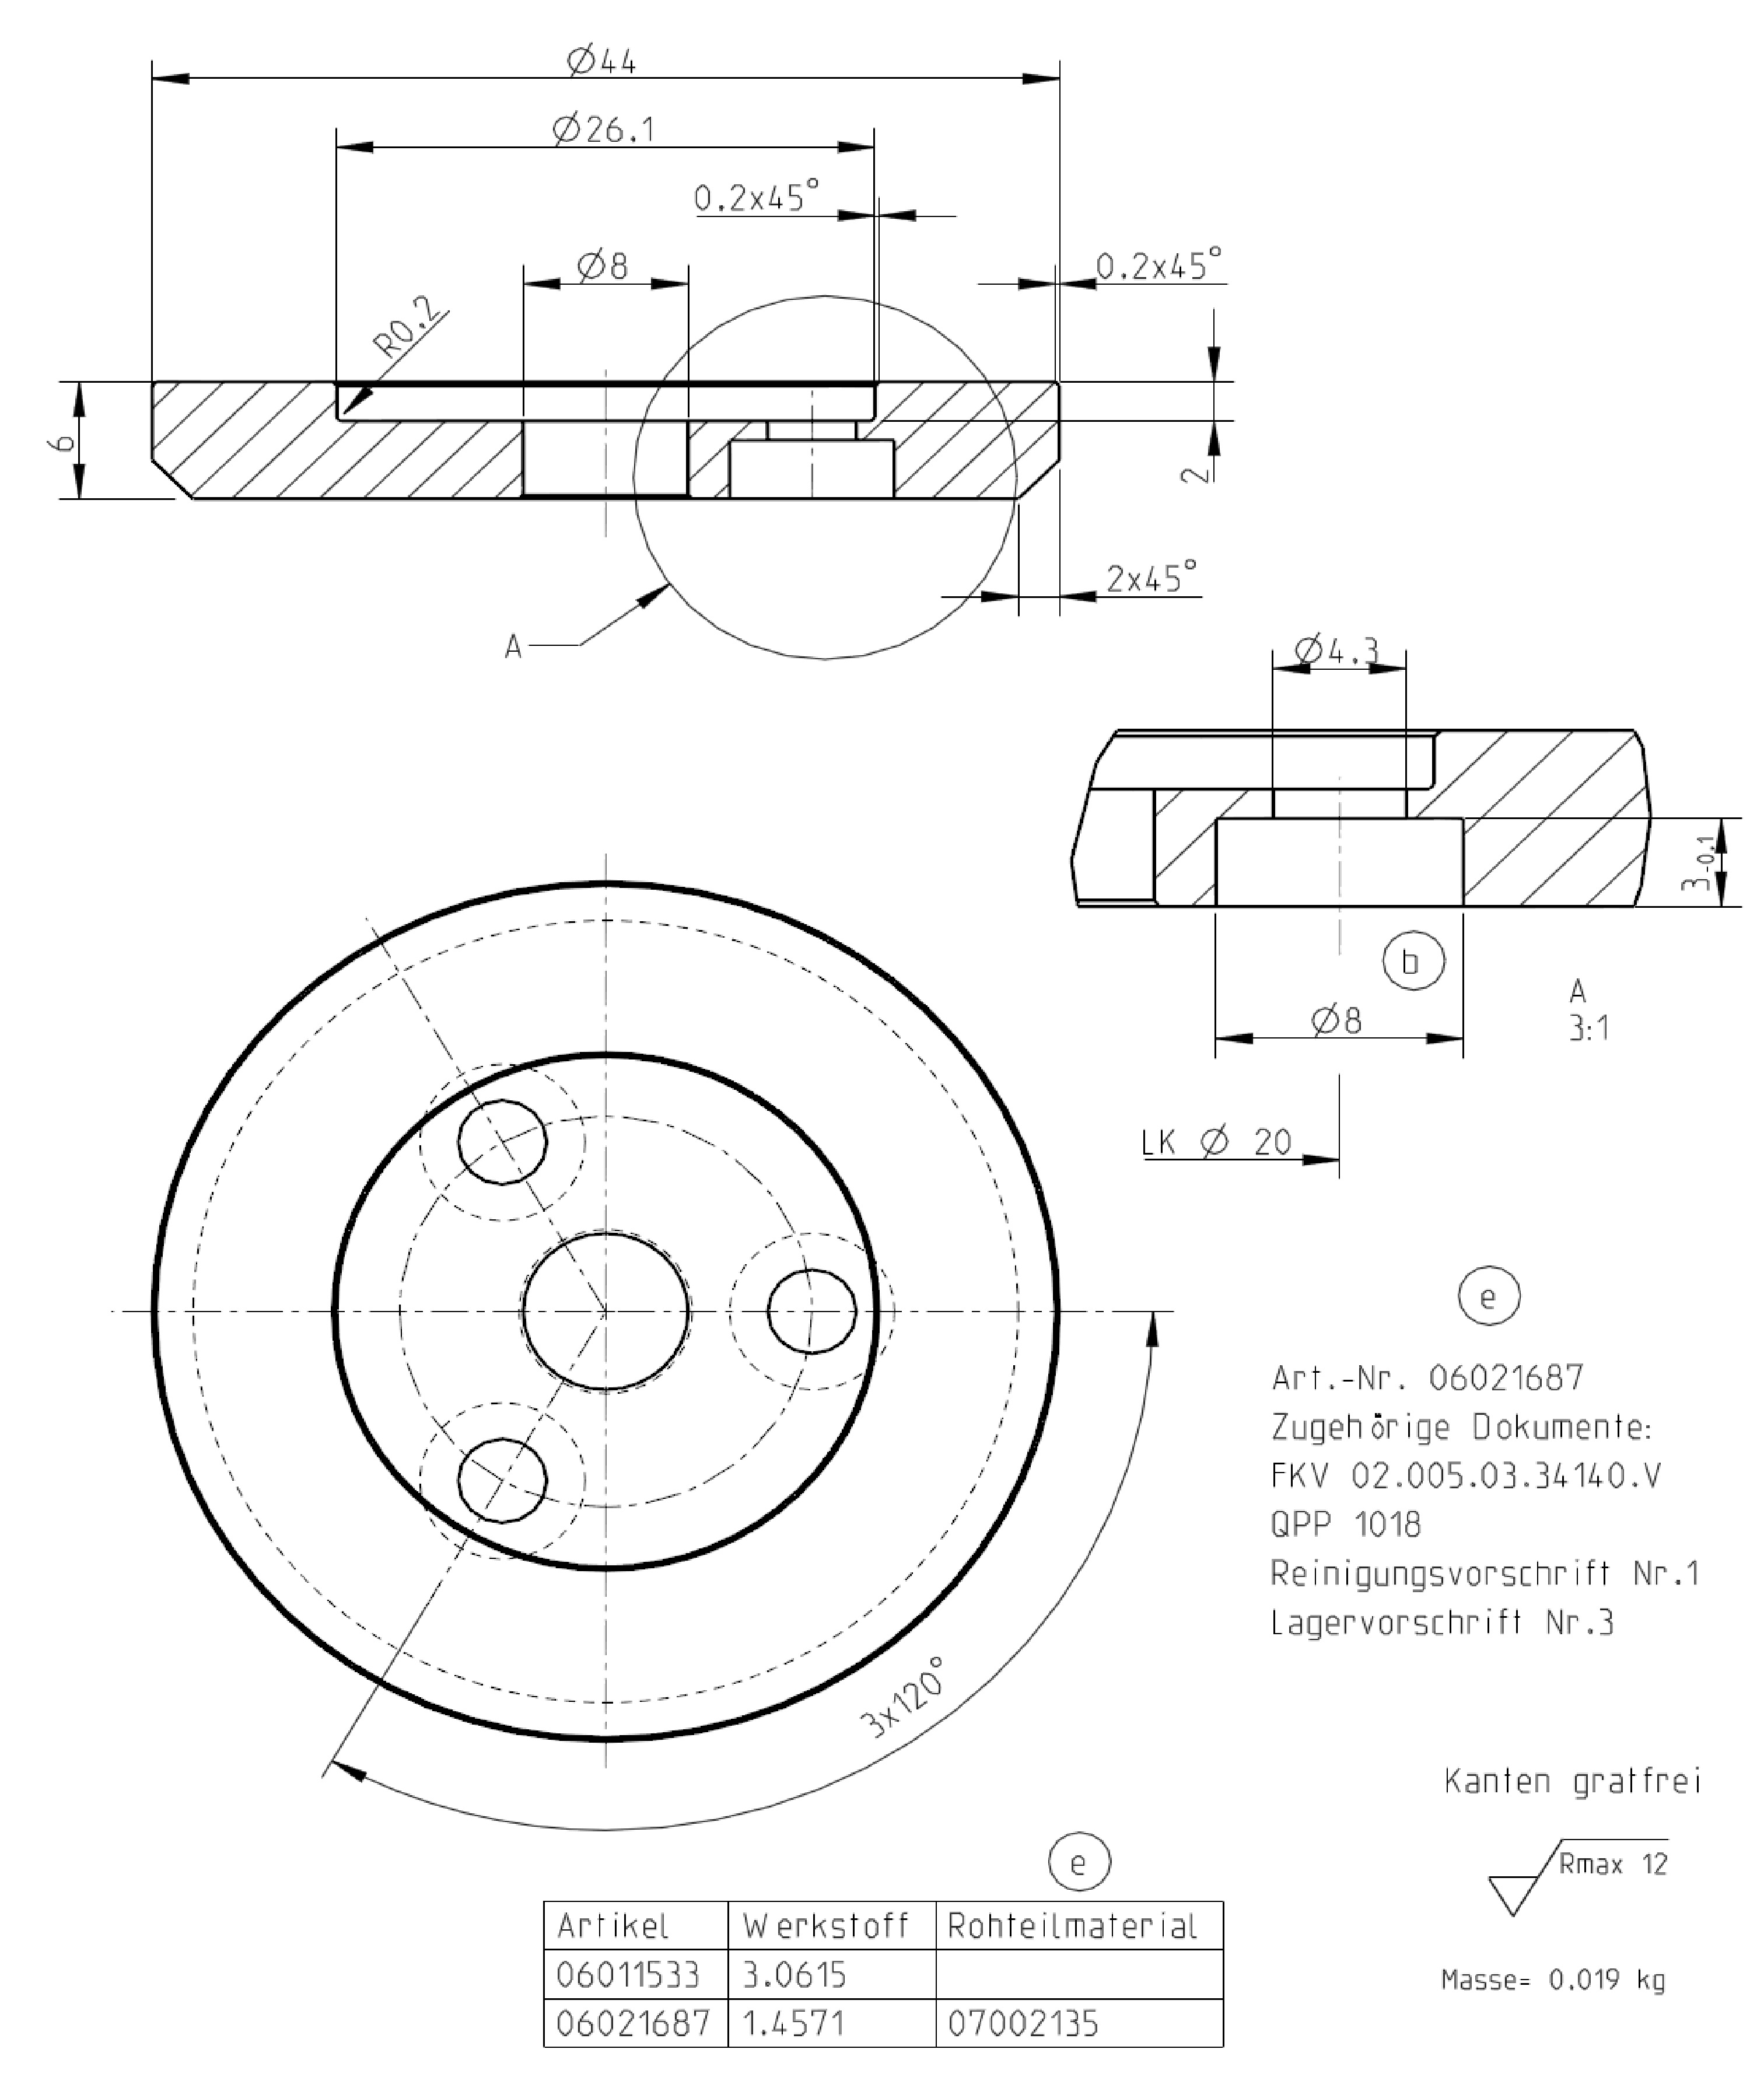 Ø44
Ø26.1
0.2x45°
Ø8
0.2x45°
R0.2
6
2
2x45°
A
Ø4.3
3-0.1
b
A
3:1
Ø8
LK Ø 20
e
Art.-Nr. 06021687
Zugehörige Dokumente:
FKV 02.005.03.34140.V
QPP 1018
Reinigungsvorschrift Nr.1
Lagervorschrift Nr.3
3x120°
Kanten gratfrei
e
Rmax 12
Artikel Werkstoff Rohteilmaterial
06011533 3.0615
06021687 1.4571 07002135
Masse= 0.019 kg